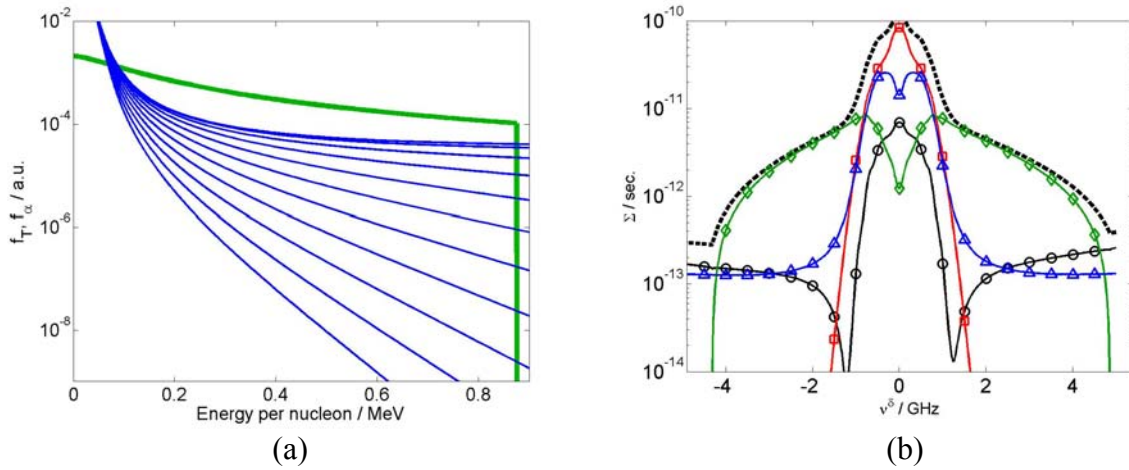 10^-2
10^-4
10^-6
10^-8
f_T, f_α / a.u.
0 0.2 0.4 0.6 0.8
Energy per nucleon / MeV
(a)
10^-10
10^-11
10^-12
10^-13
10^-14
Σ / sec.
-4 -2 0 2 4
ν^δ / GHz
(b)